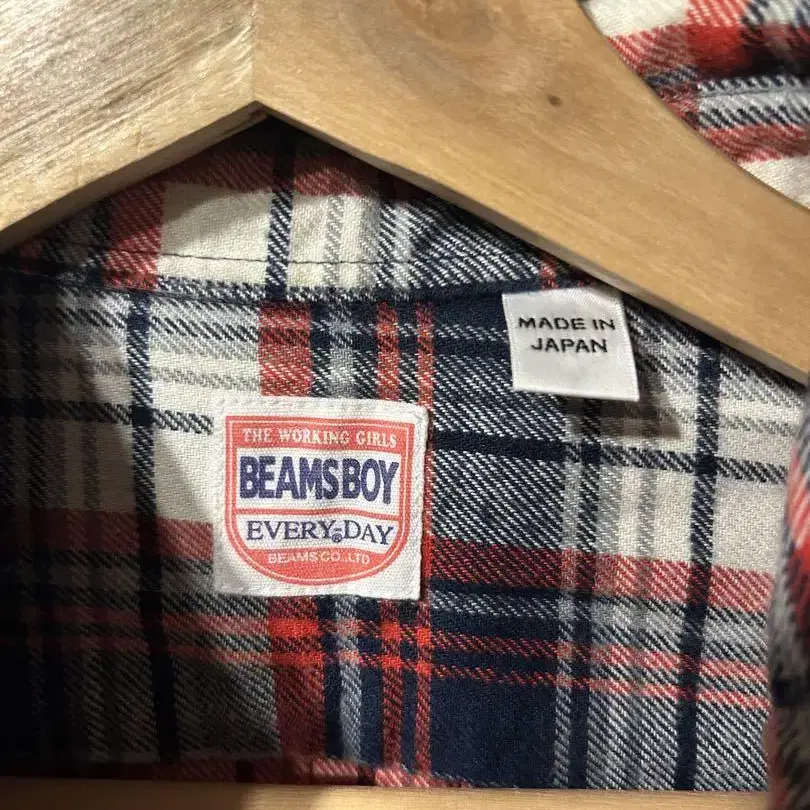 MADE IN
JAPAN
THE WORKING GIRLS
BEAMS BOY
EVERY DAY
BEAMS CO., LTD